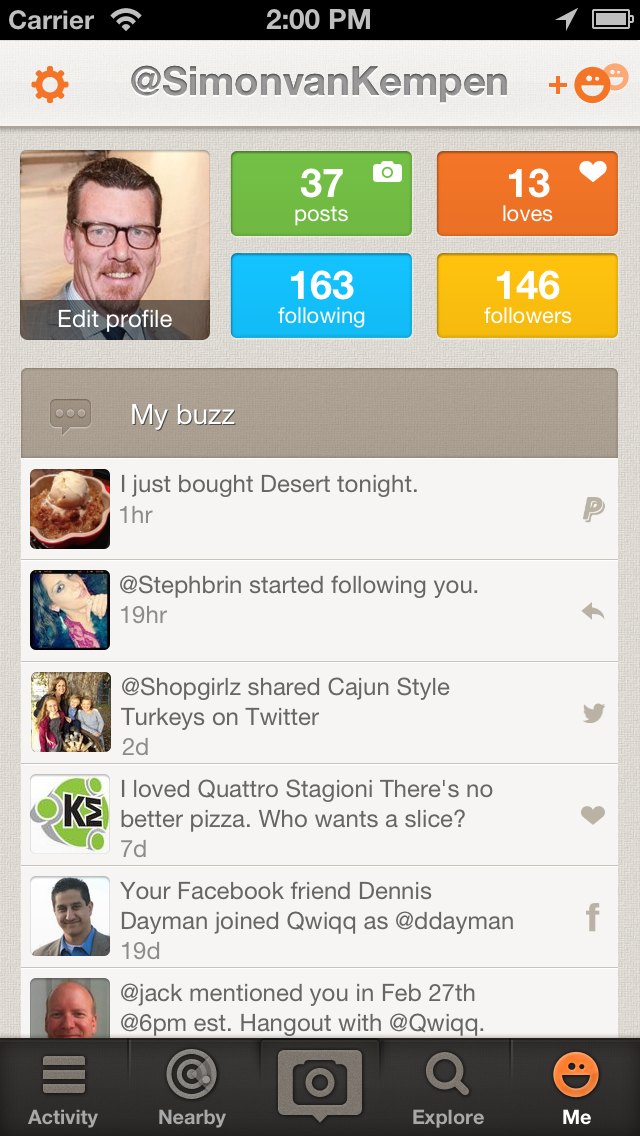 Carrier 2:00 PM
@SimonvanKempen
+
37
posts
13
loves
Edit profile
163
following
146
followers
My buzz
I just bought Desert tonight.
1hr
@Stephbrin started following you.
19hr
@Shopgirlz shared Cajun Style
Turkeys on Twitter
2d
KE
I loved Quattro Stagioni There's no
better pizza. Who wants a slice?
7d
Your Facebook friend Dennis
Dayman joined Qwiqq as @ddayman
19d
f
@jack mentioned you in Feb 27th
@6pm est. Hangout with @Qwiqq.
Activity Nearby Explore Me